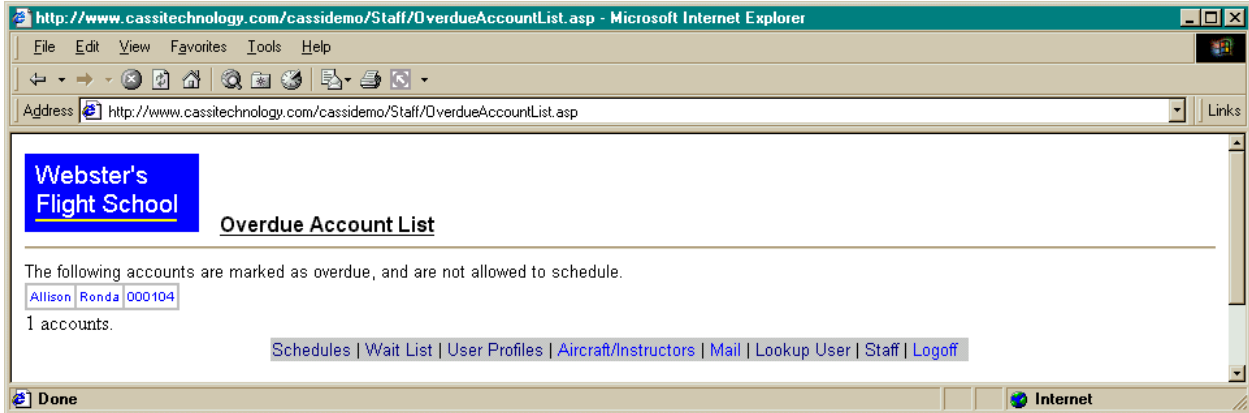 http://www.cassitechnology.com/cassidemo/Staff/OverdueAccountList.asp - Microsoft Internet Explorer
File Edit View Favorites Tools Help
Address http://www.cassitechnology.com/cassidemo/Staff/OverdueAccountList.asp Links
Webster's
Flight School
Overdue Account List
The following accounts are marked as overdue, and are not allowed to schedule.
Allison Ronda 000104
1 accounts.
Schedules | Wait List | User Profiles | Aircraft/Instructors | Mail | Lookup User | Staff | Logoff
Done Internet